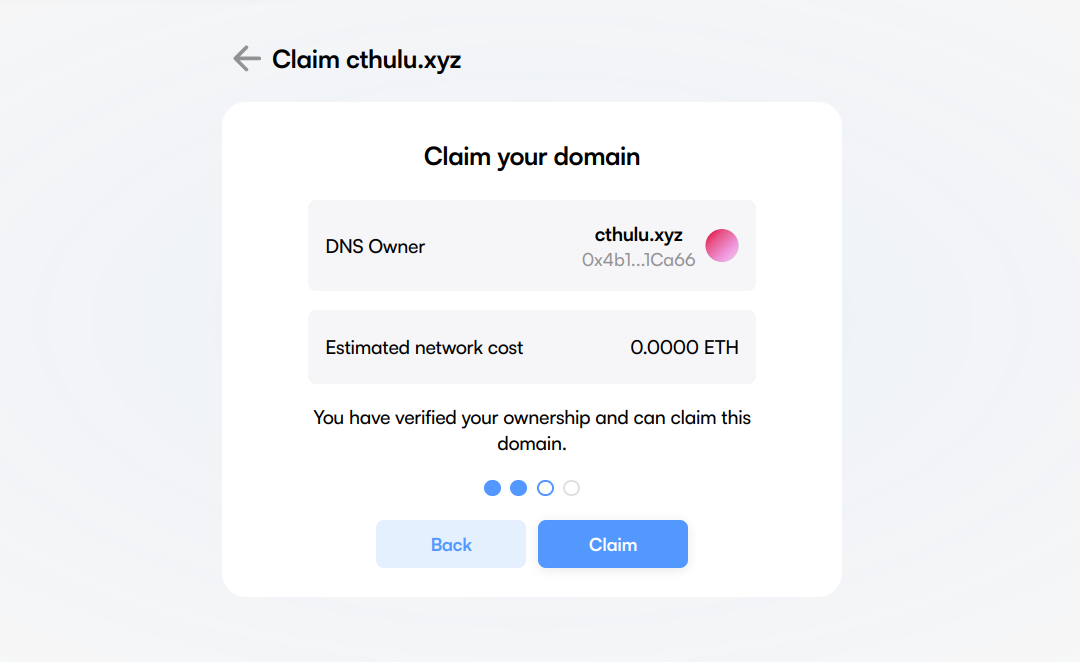 Claim cthulu.xyz
Claim your domain
DNS Owner
cthulu.xyz
0x4b1...1Ca66
Estimated network cost
0.0000 ETH
You have verified your ownership and can claim this
domain.
Back
Claim